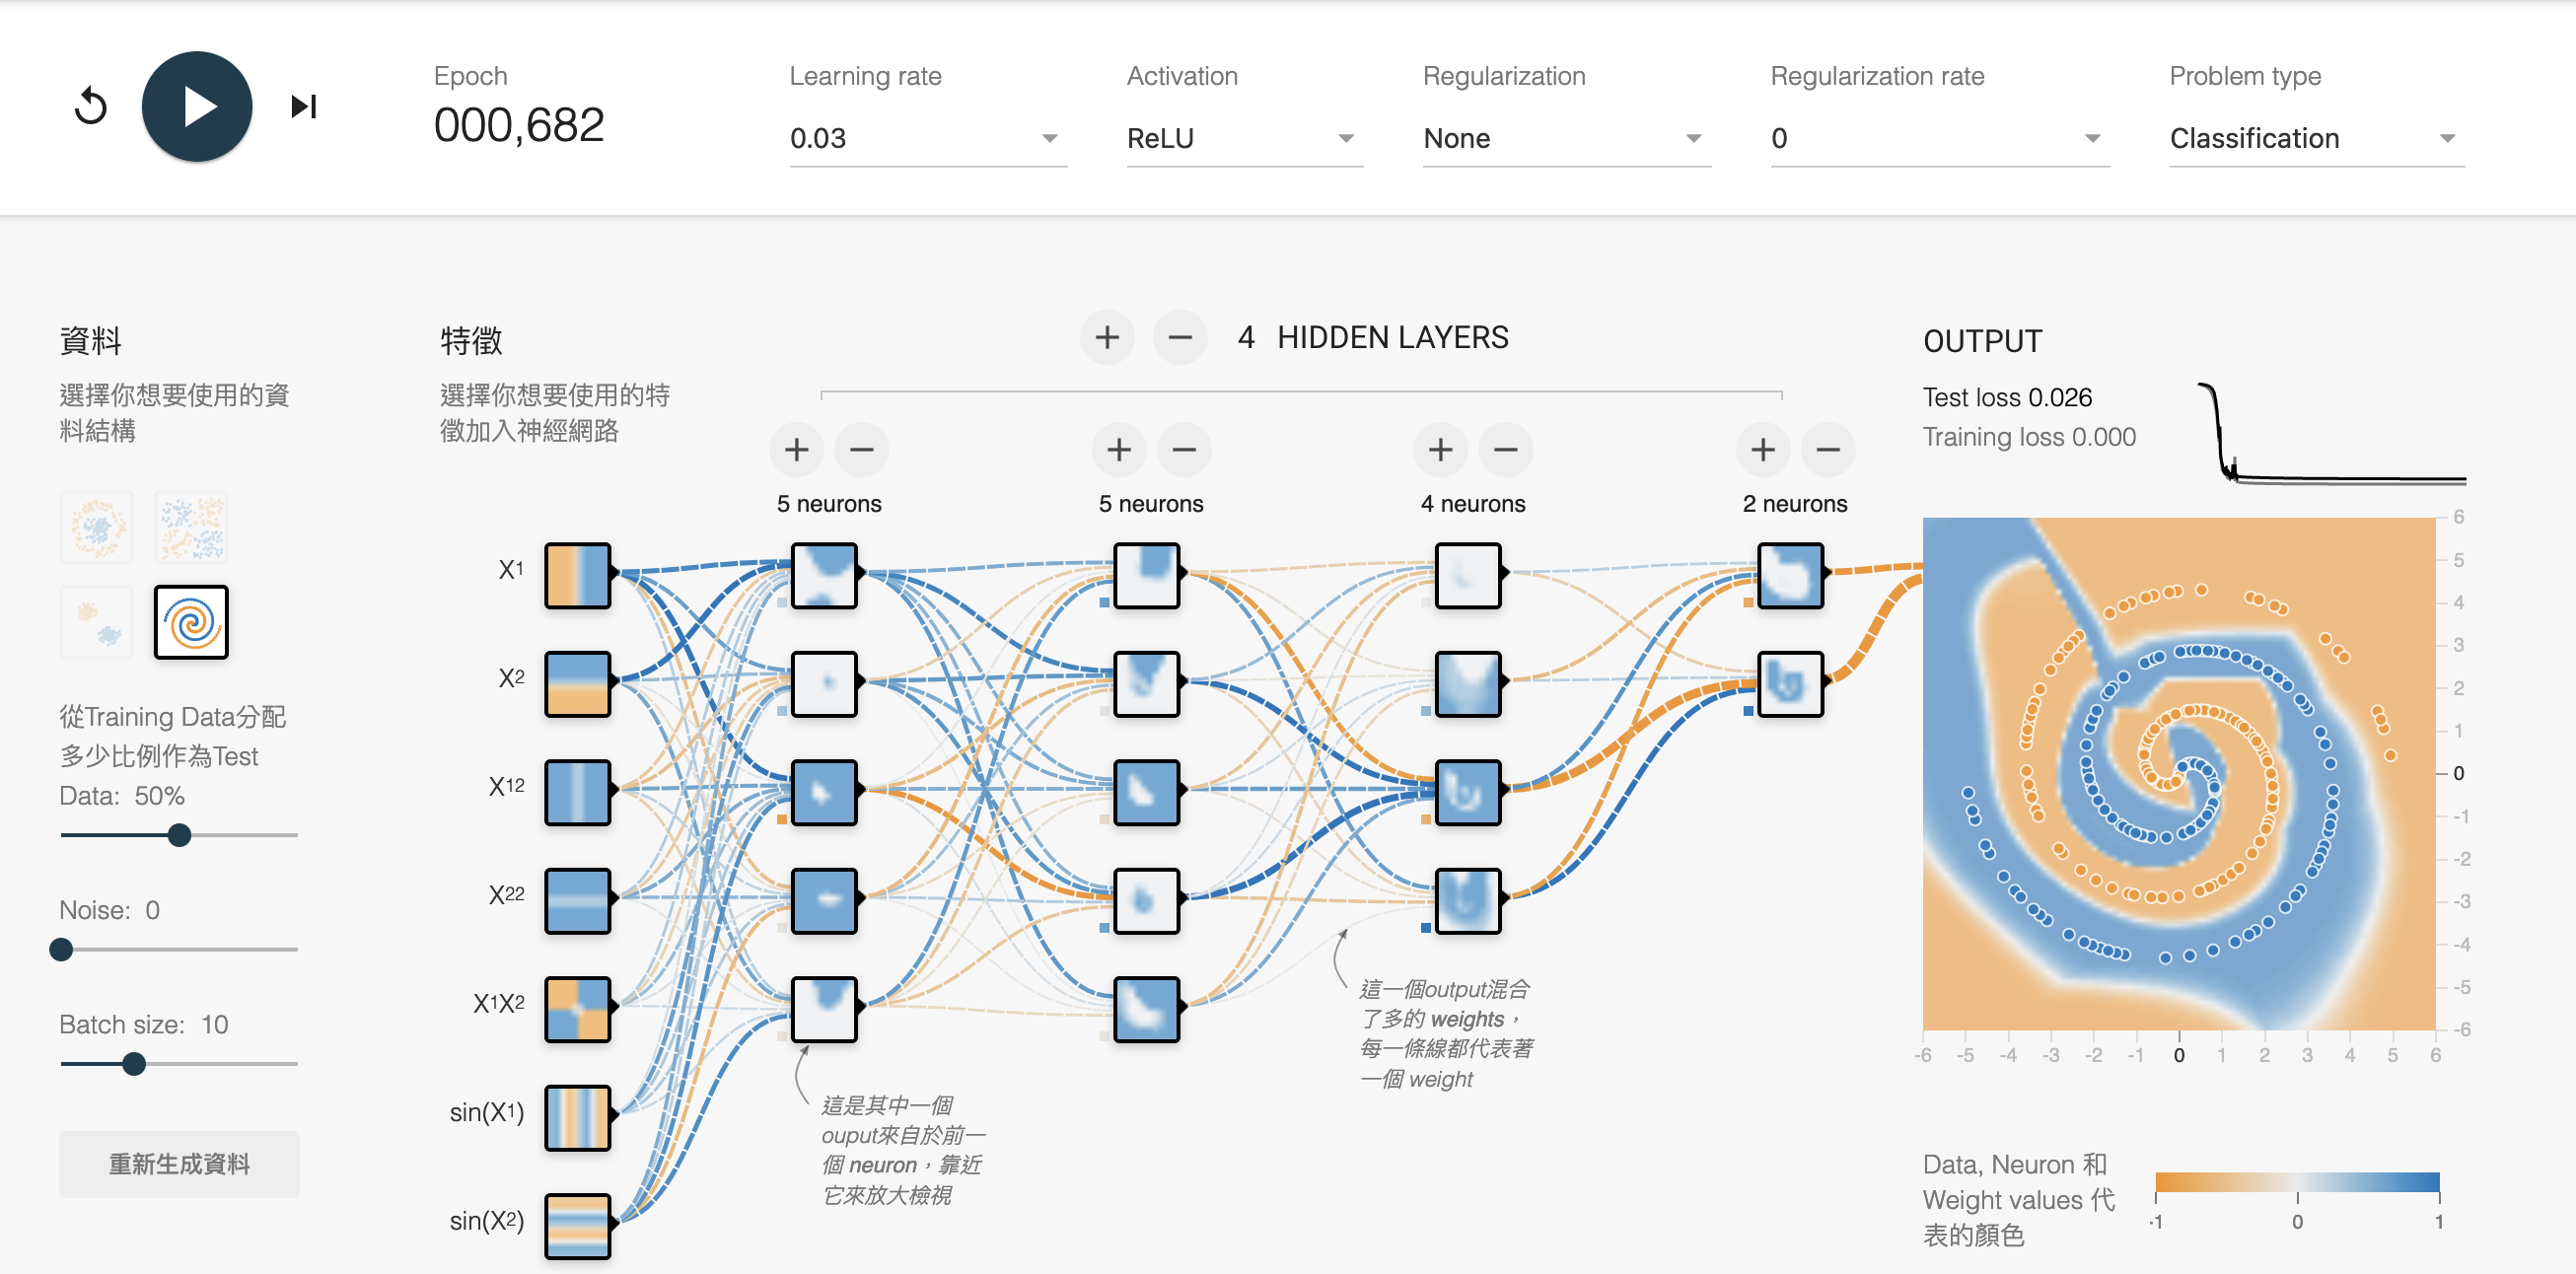 Epoch
000,682
Learning rate
0.03
Activation
ReLU
Regularization
None
Regularization rate
0
Problem type
Classification
資料
選擇你想要使用的資
料結構
從Training Data分配
多少比例作為Test
Data: 50%
Noise: 0
Batch size: 10
重新生成資料
特徵
選擇你想要使用的特
徵加入神經網路
X1
X2
X12
X22
X1X2
sin(X1)
sin(X2)
4 HIDDEN LAYERS
5 neurons
5 neurons
4 neurons
2 neurons
這是其中一個
ouput來自於前一
個 neuron，靠近
它來放大檢視
這一個output混合
了多的 weights，
每一條線都代表著
一個 weight
OUTPUT
Test loss 0.026
Training loss 0.000
6
5
4
3
2
1
0
-1
-2
-3
-4
-5
-6
-6 -5 -4 -3 -2 -1 0 1 2 3 4 5 6
Data, Neuron 和
Weight values 代
表的顏色
-1 0 1